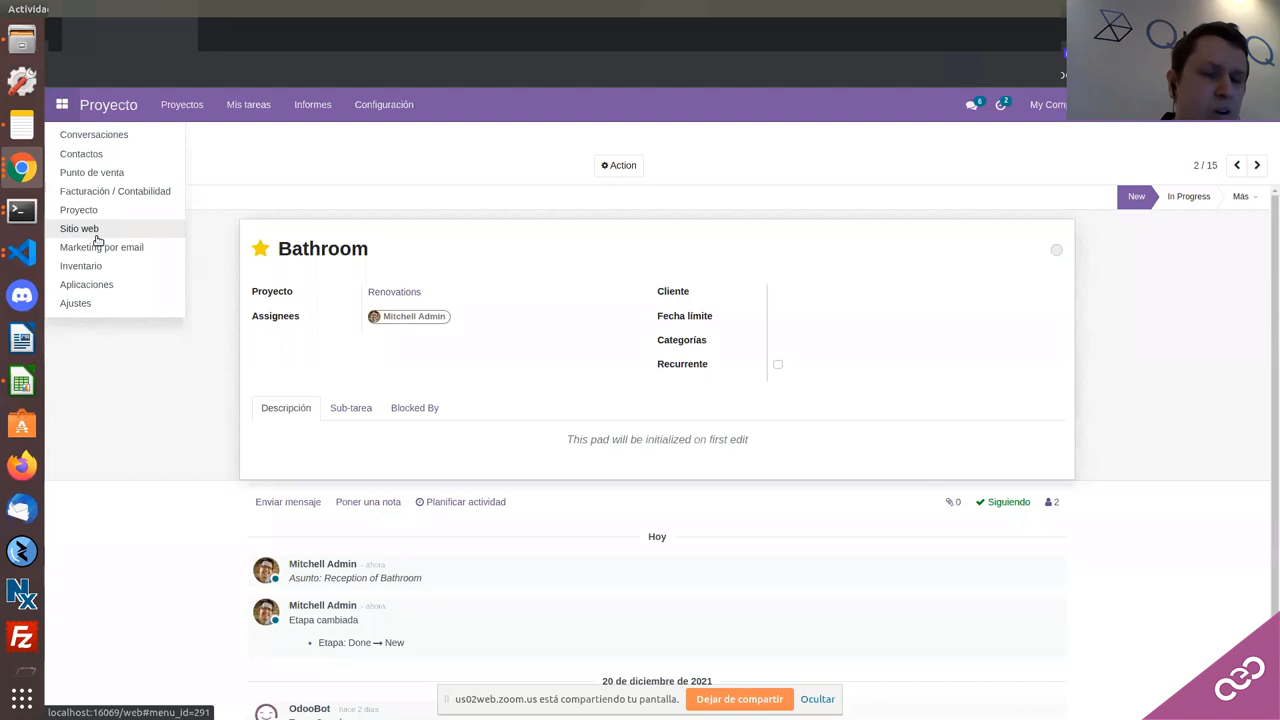 Activida
Proyecto
Proyectos
Mis tareas
Informes
Configuración
6
2
My Comp
Conversaciones
Contactos
Punto de venta
Facturación / Contabilidad
Proyecto
Sitio web
Marketing por email
Inventario
Aplicaciones
Ajustes
Action
2 / 15
New
In Progress
Más
Bathroom
Proyecto
Renovations
Assignees
Mitchell Admin
Cliente
Fecha límite
Categorías
Recurrente
Descripción
Sub-tarea
Blocked By
This pad will be initialized on first edit
Enviar mensaje
Poner una nota
Planificar actividad
0
Siguiendo
2
Hoy
Mitchell Admin - ahora
Asunto: Reception of Bathroom
Mitchell Admin - ahora
Etapa cambiada
• Etapa: Done → New
20 de diciembre de 2021
OdooBot - hace 2 días
us02web.zoom.us está compartiendo tu pantalla.
Dejar de compartir
Ocultar
localhost:16069/web#menu_id=291